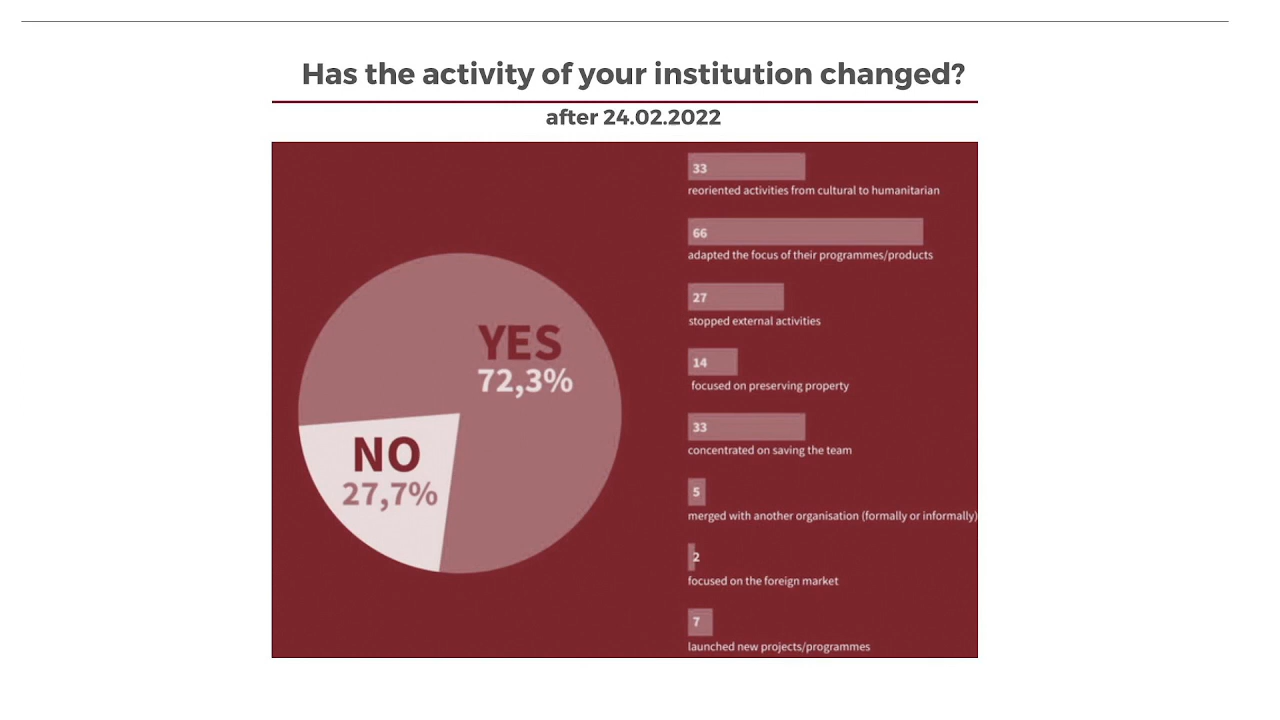 Has the activity of your institution changed?
after 24.02.2022
YES
72,3%
NO
27,7%
33
reoriented activities from cultural to humanitarian
66
adapted the focus of their programmes/products
27
stopped external activities
14
focused on preserving property
33
concentrated on saving the team
5
merged with another organisation (formally or informally)
2
focused on the foreign market
7
launched new projects/programmes